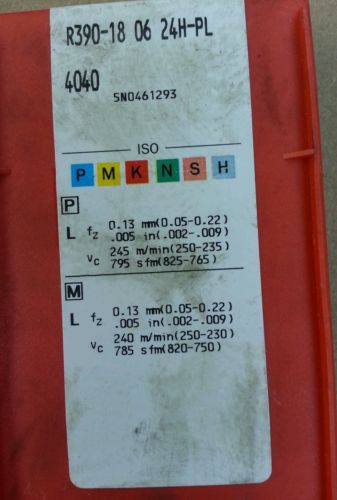 R390-18 06 24H-PL
4040
5N0461293
ISO
P M K N S H
P
L fz 0.13 mm(0.05-0.22)
.005 in(.002-.009)
vc 245 m/min(250-235)
795 sfm(825-765)
M
L fz 0.13 mm(0.05-0.22)
.005 in(.002-.009)
vc 240 m/min(250-230)
785 sfm(820-750)